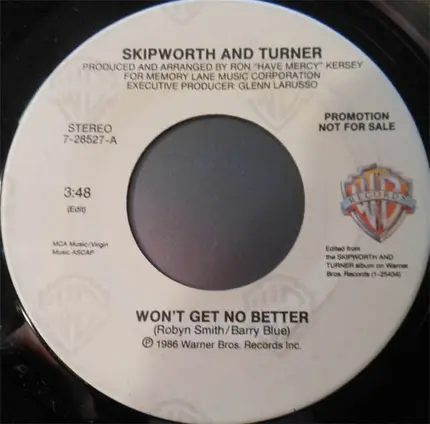 SKIPWORTH AND TURNER
PRODUCED AND ARRANGED BY RON "HAVE MERCY" KERSEY
FOR MEMORY LANE MUSIC CORPORATION
EXECUTIVE PRODUCER: GLENN LARUSSO
STEREO
7-28527-A
PROMOTION
NOT FOR SALE
3:48
(Edit)
RECORDS
MCA Music/Virgin
Music ASCAP
Edited from
the SKIPWORTH AND
TURNER album on Warner
Bros. Records (1-25434)
WON'T GET NO BETTER
(Robyn Smith/Barry Blue)
Ⓟ 1986 Warner Bros. Records Inc.